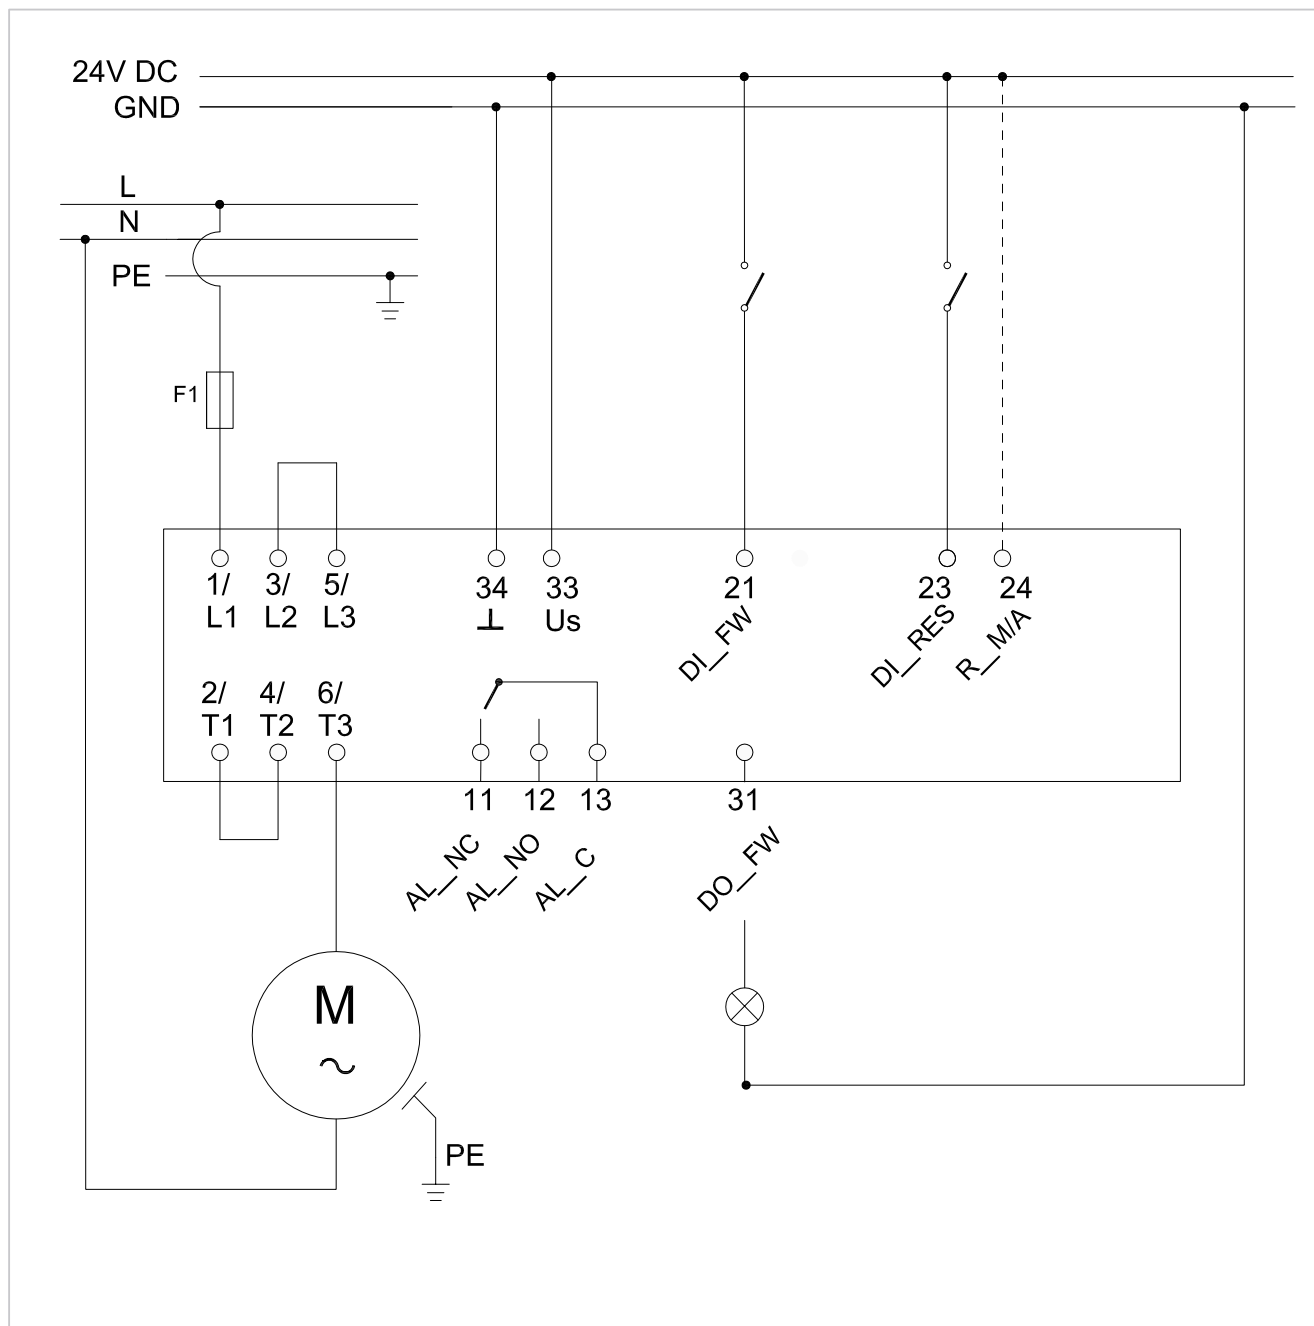 24V DC
GND
L
N
PE
F1
1/ 3/ 5/ 34 33 21 23 24
L1 L2 L3 ⊥ Us DI_FW DI_RES R_M/A
2/ 4/ 6/
T1 T2 T3
11 12 13 31
AL_NC AL_NO AL_C DO_FW
M
~
PE